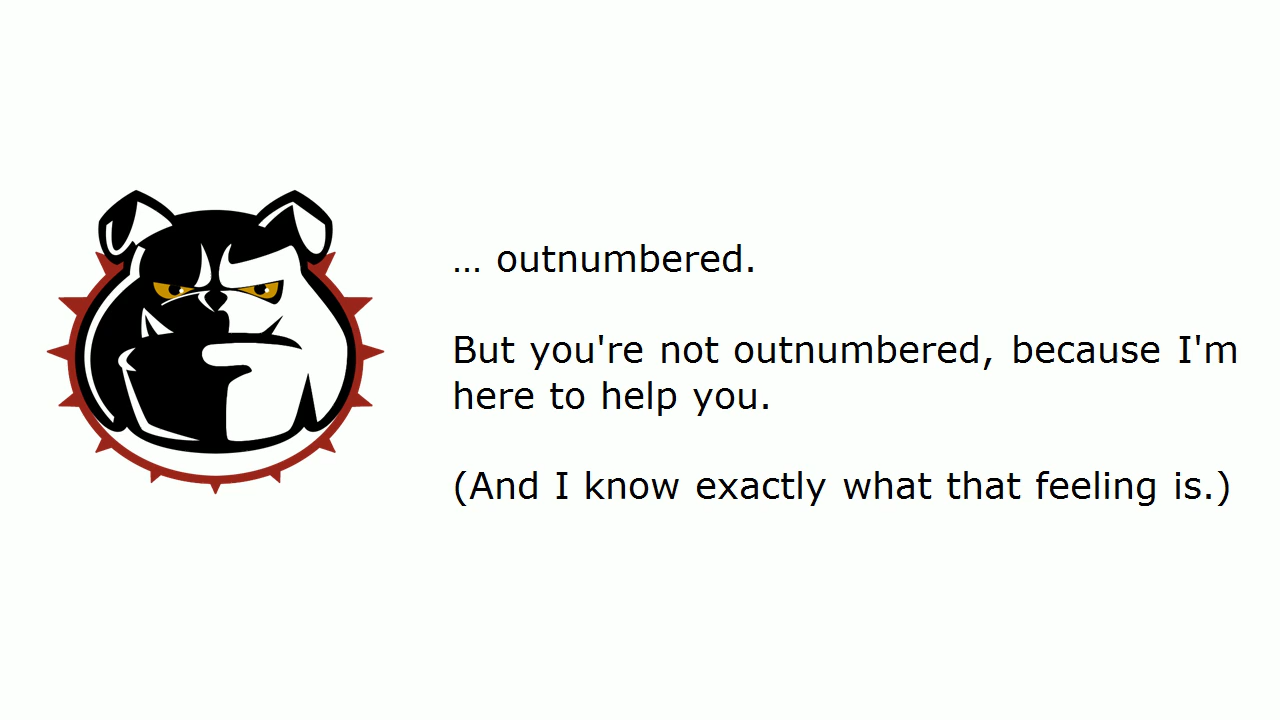 … outnumbered.
But you're not outnumbered, because I'm
here to help you.
(And I know exactly what that feeling is.)